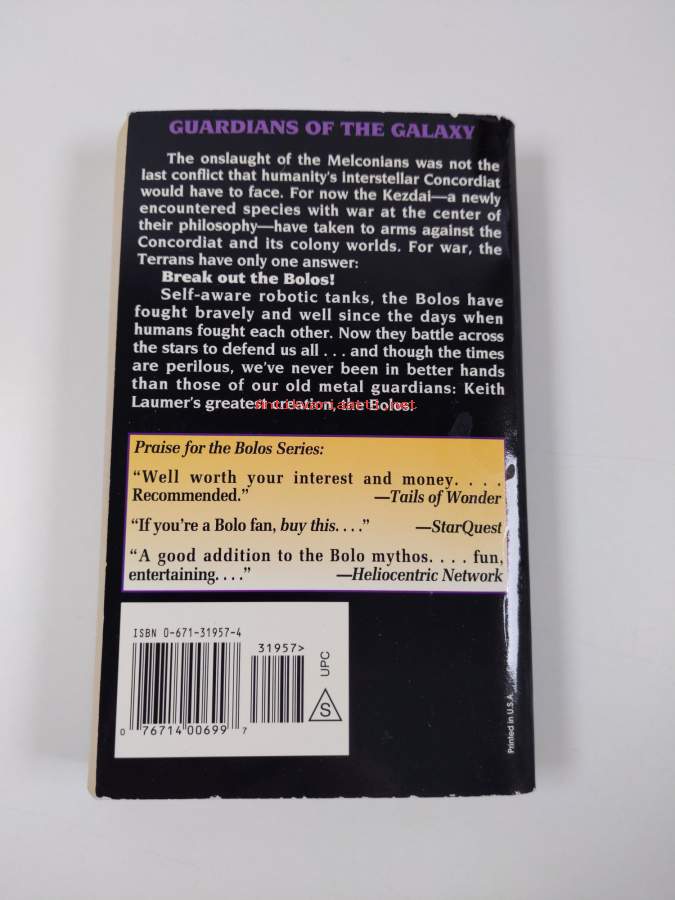 GUARDIANS OF THE GALAXY
The onslaught of the Melconians was not the
last conflict that humanity's interstellar Concordiat
would have to face. For now the Kezdai—a newly
encountered species with war at the center of
their philosophy—have taken to arms against the
Concordiat and its colony worlds. For war, the
Terrans have only one answer:
Break out the Bolos!
Self-aware robotic tanks, the Bolos have
fought bravely and well since the days when
humans fought each other. Now they battle across
the stars to defend us all . . . and though the times
are perilous, we've never been in better hands
than those of our old metal guardians: Keith
Laumer's greatest creation, the Bolos!
Praise for the Bolos Series:
“Well worth your interest and money. . . .
Recommended.” —Tails of Wonder
“If you're a Bolo fan, buy this. . . .” —StarQuest
“A good addition to the Bolo mythos. . . . fun,
entertaining. . . .” —Heliocentric Network
ISBN 0-671-31957-4
31957>
UPC
S
0 76714 00699 7
Printed in U.S.A.